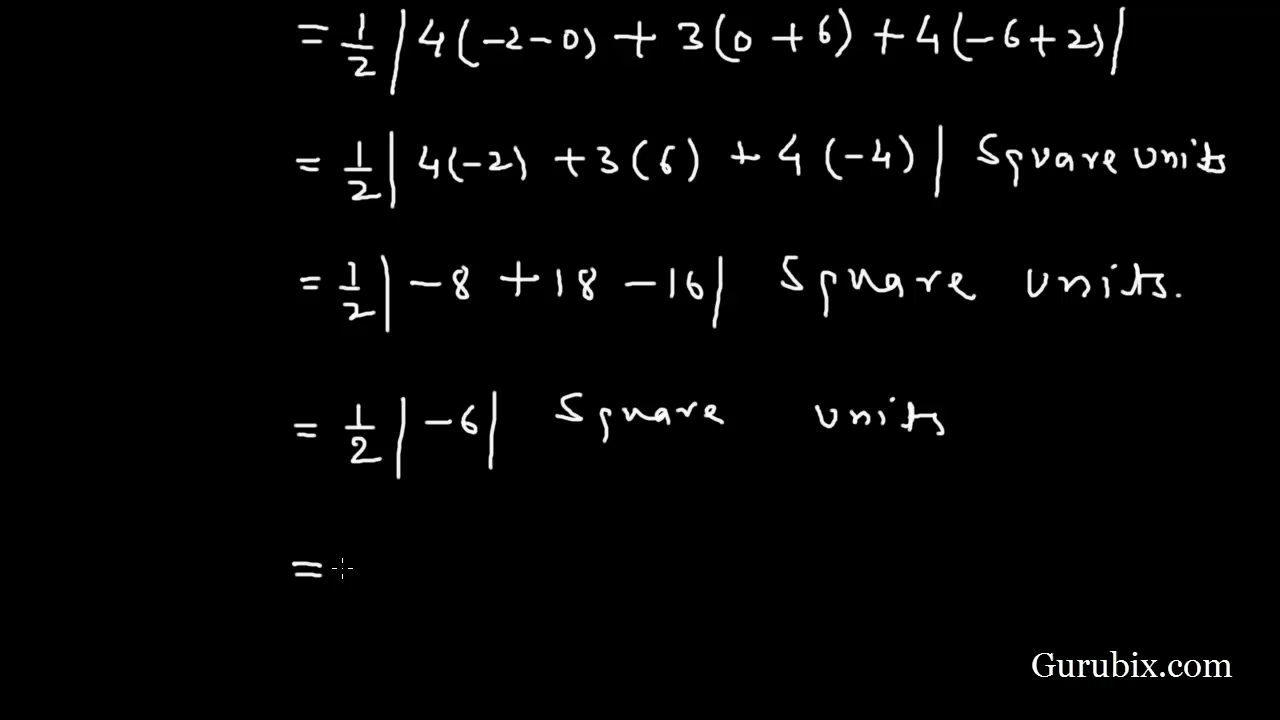 = 1/2 | 4(-2-0) + 3(0+6) + 4(-6+2) |
= 1/2 | 4(-2) + 3(6) + 4(-4) | Square units
= 1/2 | -8 + 18 - 16 | Square units.
= 1/2 | -6 | Square units
=
Gurubix.com